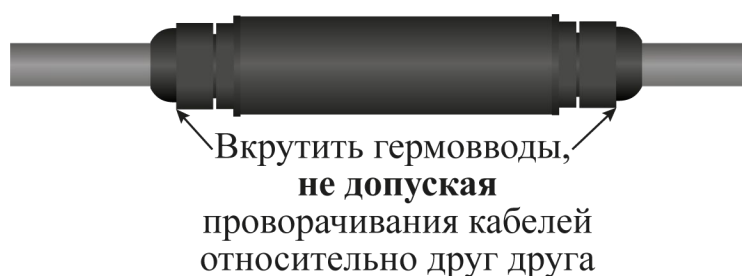 Вкрутить гермовводы,
не допуская
проворачивания кабелей
относительно друг друга